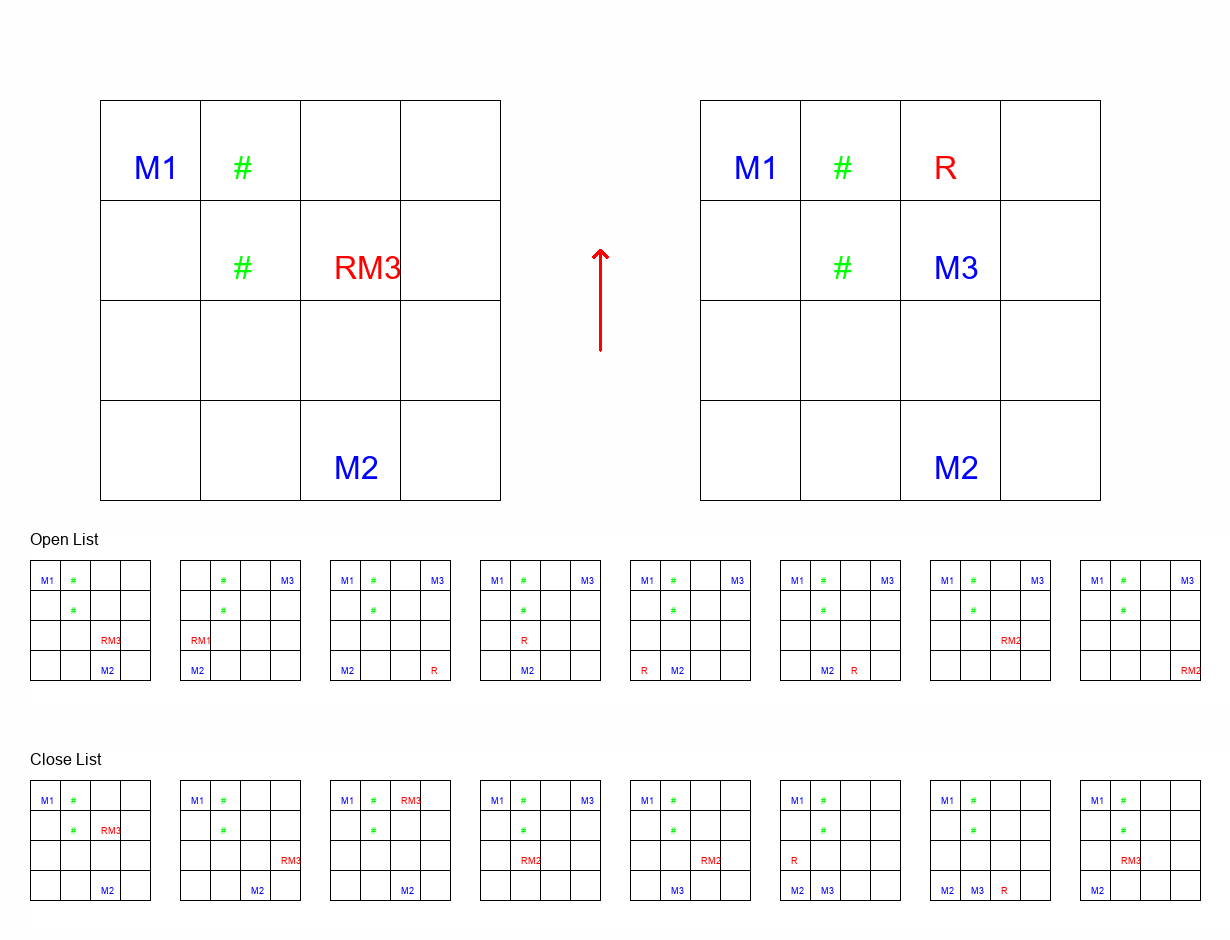 M1 # M1 # R
# RM3 # M3
M2 M2
Open List
M1 # # M3 M1 # M3 M1 # M3 M1 # M3 M1 # M3 M1 # M3 M1 # M3
# # # # # # # #
RM3 RM1 R RM2
M2 M2 M2 R M2 R M2 M2 R RM2
Close List
M1 # M1 # M1 # RM3 M1 # M3 M1 # M1 # M1 # M1 #
# RM3 # # # # # # #
RM3 RM2 RM2 R RM3
M2 M2 M2 M3 M2 M3 M2 M3 R M2